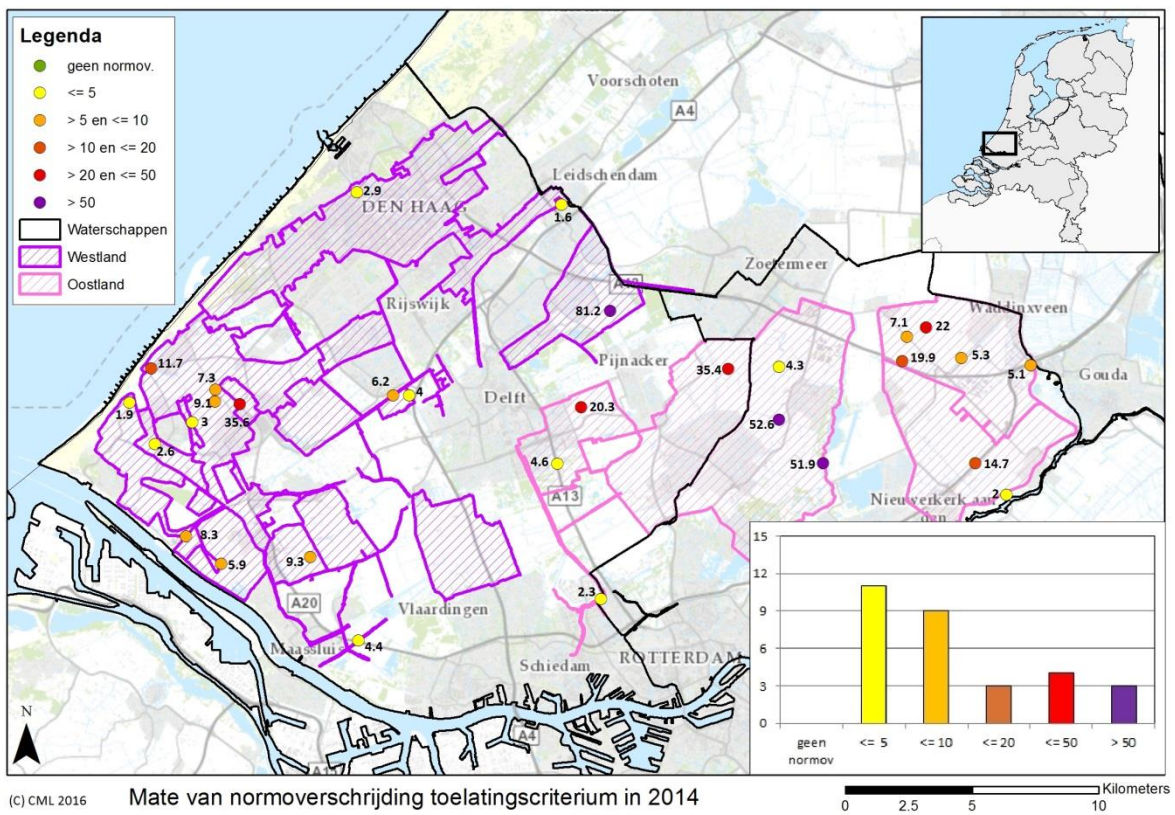 Legenda
geen normov.
<= 5
> 5 en <= 10
> 10 en <= 20
> 20 en <= 50
> 50
Waterschappen
Westland
Oostland
Voorschoten
A4
Leidschendam
2.9
DEN HAAG
1.6
Zoetermeer
Rijswijk
81.2
Waddinxveen
7.1
22
11.7
Pijnacker
35.4
4.3
19.9
5.3
5.1
Gouda
7.3
6.2
4
Delft
9.1
35.6
1.9
3
20.3
52.6
2.6
4.6
51.9
14.7
A13
Nieuwerkerk aan
den
2
8.3
5.9
9.3
A20
Vlaardingen
2.3
Maassluis
4.4
Schiedam
ROTTERDAM
A4
N
15
12
9
6
3
0
geen
normov
<= 5
<= 10
<=20
<=50
> 50
(C) CML 2016
Mate van normoverschrijding toelatingscriterium in 2014
Kilometers
0
2.5
5
10